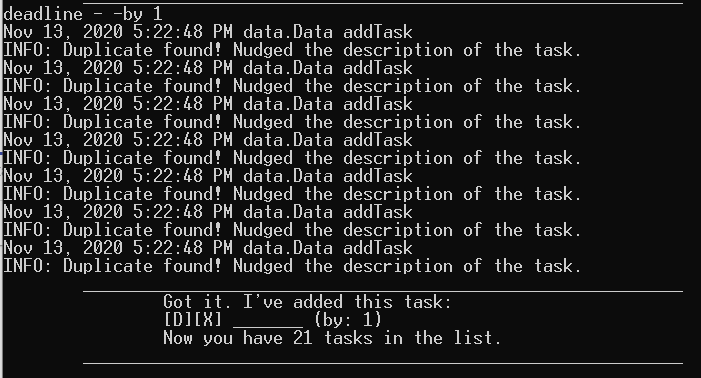 deadline - -by 1
Nov 13, 2020 5:22:48 PM data.Data addTask
INFO: Duplicate found! Nudged the description of the task.
Nov 13, 2020 5:22:48 PM data.Data addTask
INFO: Duplicate found! Nudged the description of the task.
Nov 13, 2020 5:22:48 PM data.Data addTask
INFO: Duplicate found! Nudged the description of the task.
Nov 13, 2020 5:22:48 PM data.Data addTask
INFO: Duplicate found! Nudged the description of the task.
Nov 13, 2020 5:22:48 PM data.Data addTask
INFO: Duplicate found! Nudged the description of the task.
Nov 13, 2020 5:22:48 PM data.Data addTask
INFO: Duplicate found! Nudged the description of the task.
Nov 13, 2020 5:22:48 PM data.Data addTask
INFO: Duplicate found! Nudged the description of the task.
Got it. I've added this task:
[D][X] _______ (by: 1)
Now you have 21 tasks in the list.